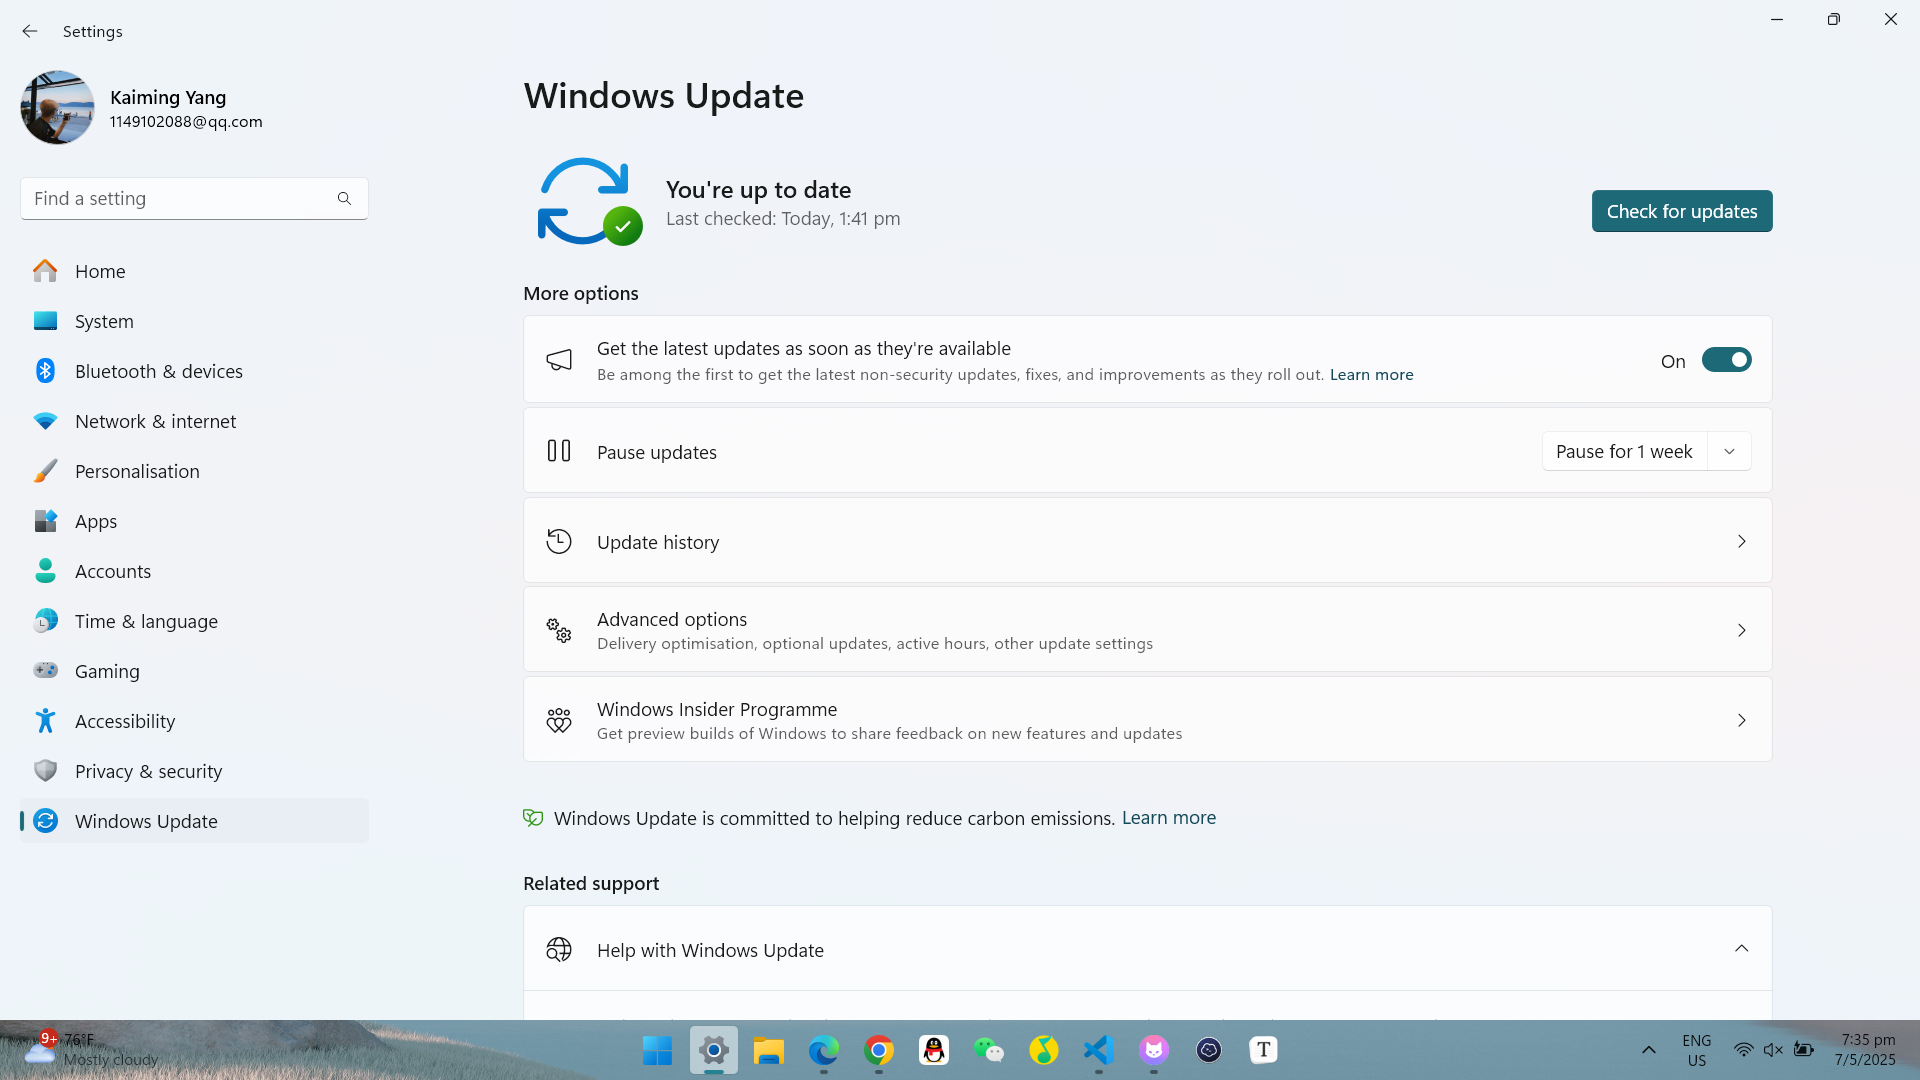 Settings
Kaiming Yang
1149102088@qq.com
Find a setting
Home
System
Bluetooth & devices
Network & internet
Personalisation
Apps
Accounts
Time & language
Gaming
Accessibility
Privacy & security
Windows Update
Windows Update
You're up to date
Last checked: Today, 1:41 pm
Check for updates
More options
Get the latest updates as soon as they're available
Be among the first to get the latest non-security updates, fixes, and improvements as they roll out. Learn more
On
Pause updates
Pause for 1 week
Update history
Advanced options
Delivery optimisation, optional updates, active hours, other update settings
Windows Insider Programme
Get preview builds of Windows to share feedback on new features and updates
Windows Update is committed to helping reduce carbon emissions. Learn more
Related support
Help with Windows Update
9+
76°F
Mostly cloudy
T
ENG
US
7:35 pm
7/5/2025